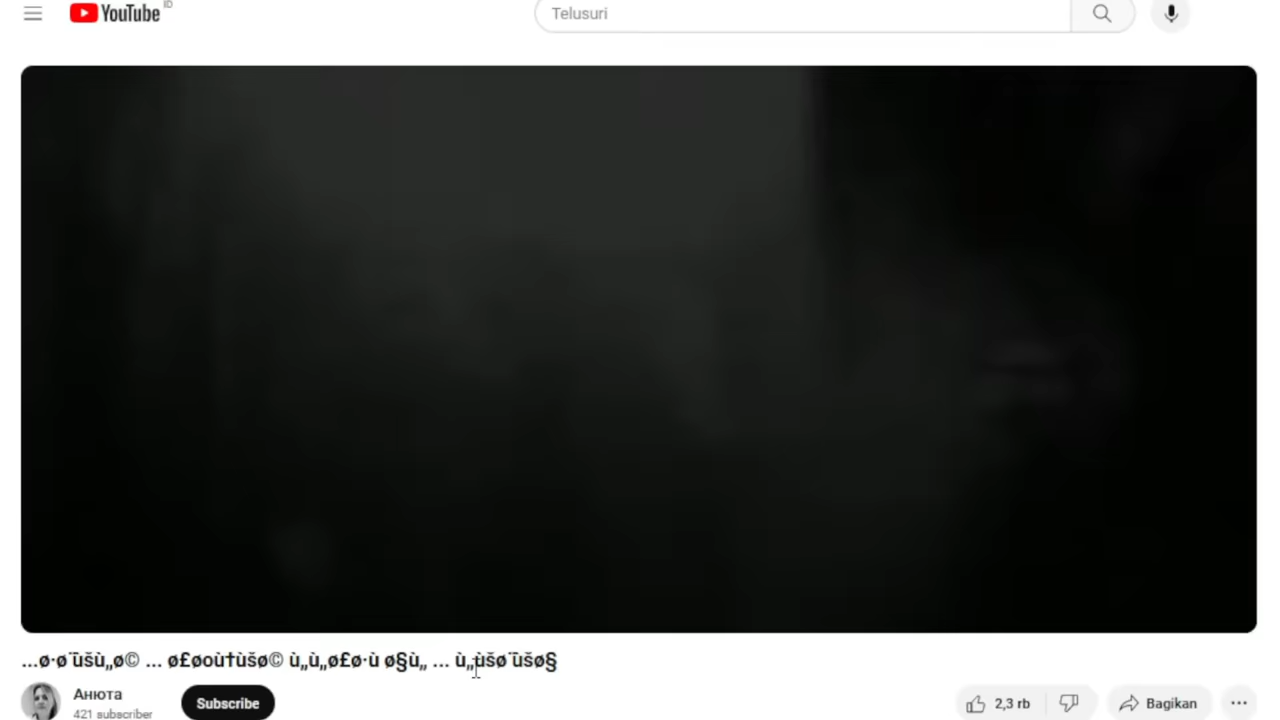 YouTube ID
Telusuri
...ø·ø¨ùšù„ø© ... ø£øoù†ùšø© ù„ù„ø£ø·ù ø§ù„ ... ù„ùšø¨ùšø§
Анюта
421 subscriber
Subscribe
2,3 rb
Bagikan